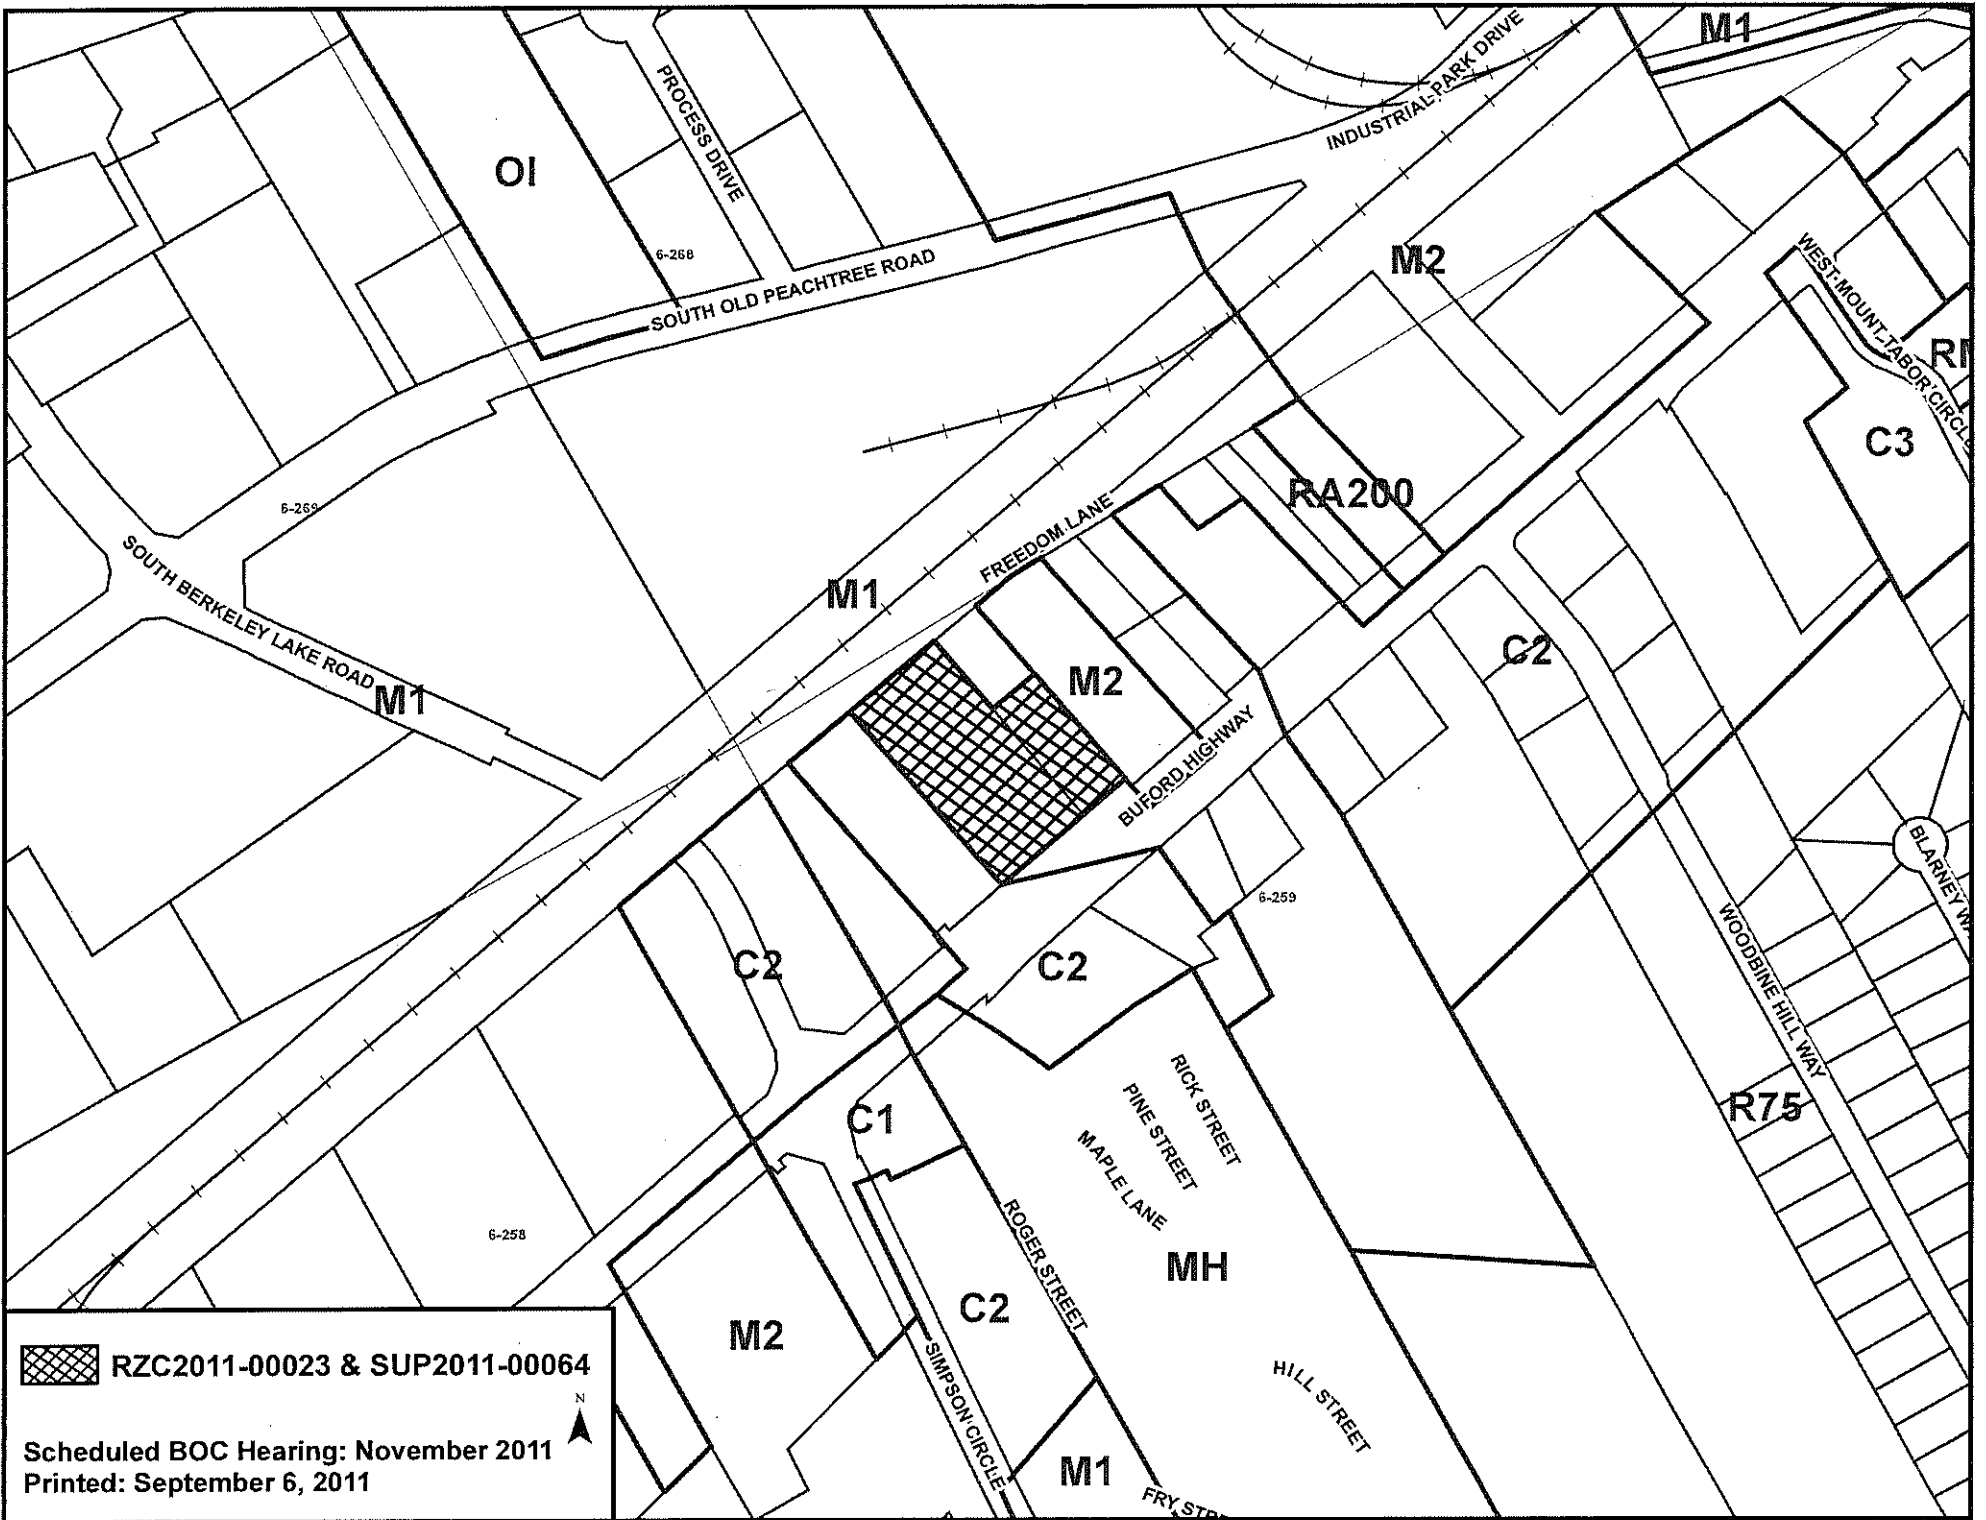 M1
INDUSTRIAL PARK DRIVE
PROCESS DRIVE
OI
6-268
SOUTH OLD PEACHTREE ROAD
M2
WEST MOUNT TABOR CIRCLE
C3
RA200
6-269
FREEDOM LANE
SOUTH BERKELEY LAKE ROAD
M1
M1
M2
C2
BUFORD HIGHWAY
BLARNEY
6-259
WOODBINE HILL WAY
C2
C2
R75
C1
RICK STREET
PINE STREET
MAPLE LANE
ROGER STREET
6-258
MH
C2
M2
SIMPSON CIRCLE
HILL STREET
M1
FRY
RZC2011-00023 & SUP2011-00064
N
Scheduled BOC Hearing: November 2011
Printed: September 6, 2011